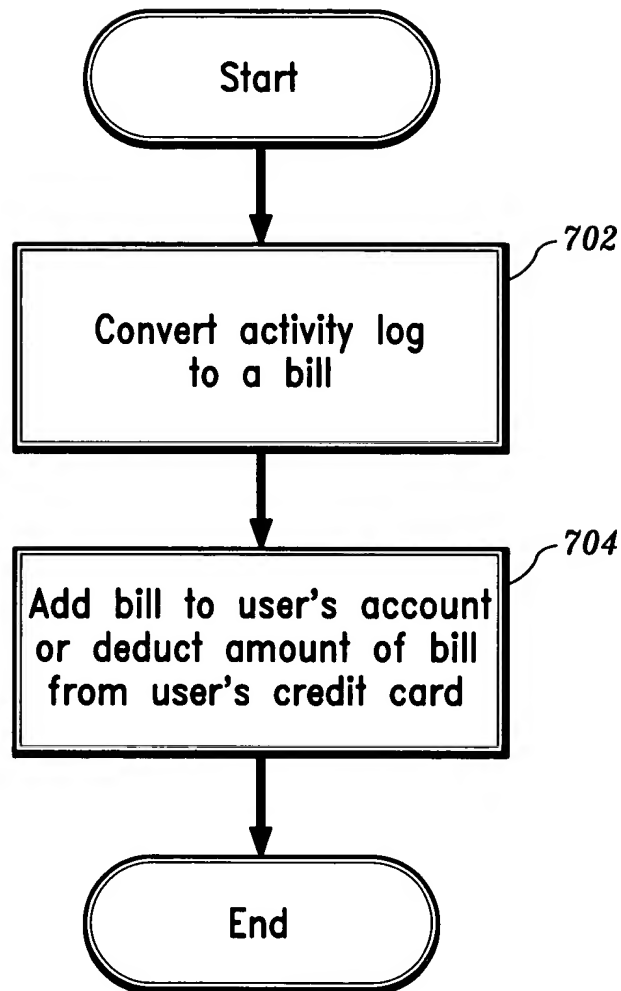 Start
702
Convert activity log
to a bill
704
Add bill to user's account
or deduct amount of bill
from user's credit card
End